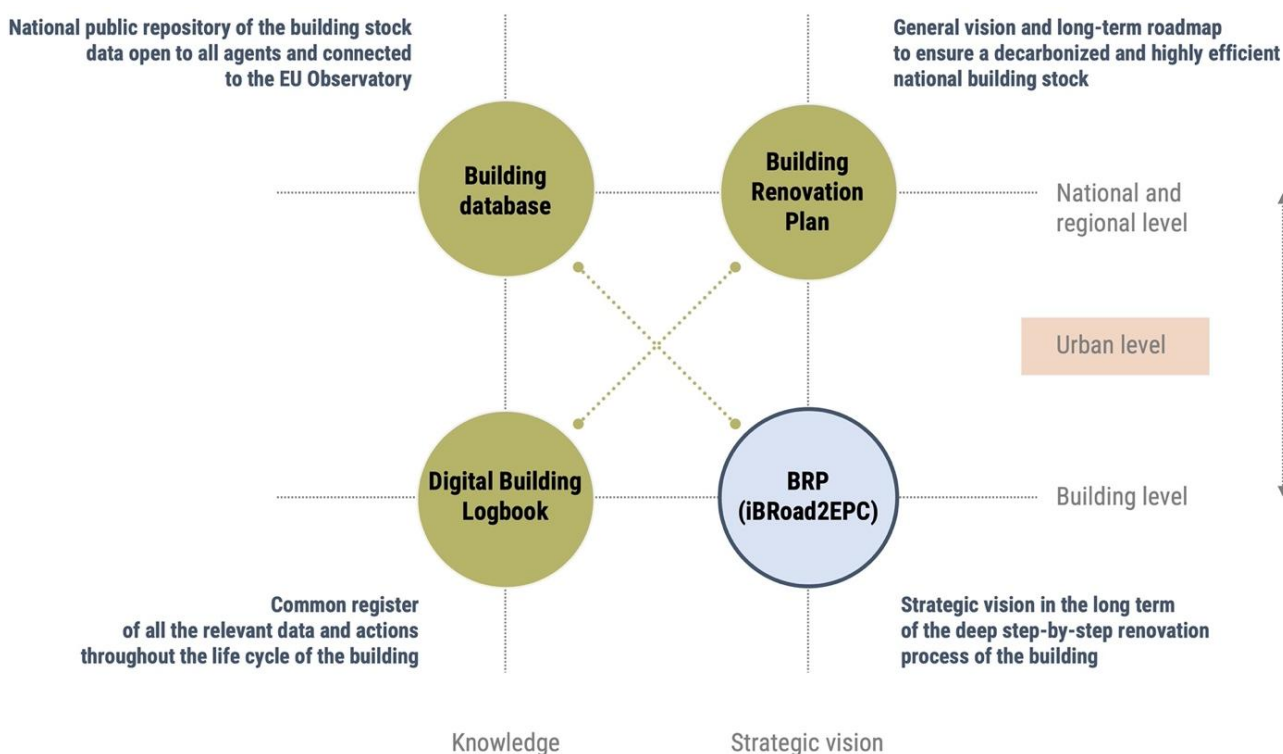 National public repository of the building stock
data open to all agents and connected
to the EU Observatory
General vision and long-term roadmap
to ensure a decarbonized and highly efficient
national building stock
Building
database
Building
Renovation
Plan
National and
regional level
Urban level
Digital Building
Logbook
BRP
(iBRoad2EPC)
Building level
Common register
of all the relevant data and actions
throughout the life cycle of the building
Strategic vision in the long term
of the deep step-by-step renovation
process of the building
Knowledge
Strategic vision